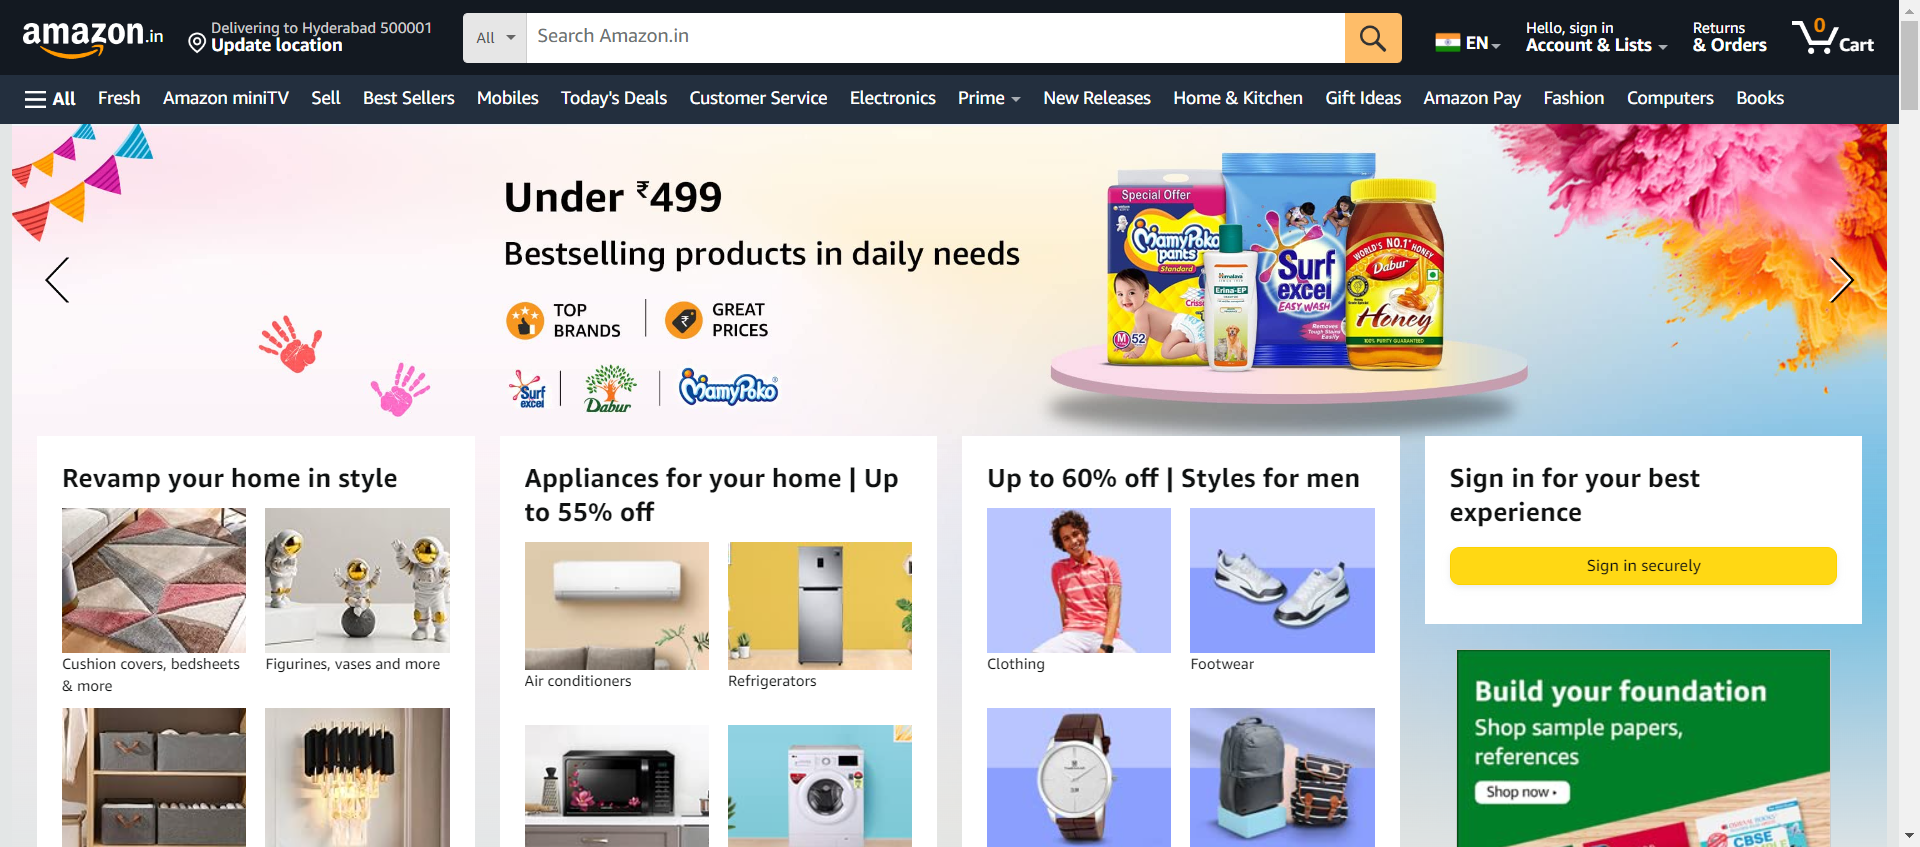 amazon.in
Delivering to Hyderabad 500001
Update location
All
Search Amazon.in
EN
Hello, sign in
Account & Lists
Returns
& Orders
0
Cart
All
Fresh
Amazon miniTV
Sell
Best Sellers
Mobiles
Today's Deals
Customer Service
Electronics
Prime
New Releases
Home & Kitchen
Gift Ideas
Amazon Pay
Fashion
Computers
Books
Under ₹499
Bestselling products in daily needs
TOP
BRANDS
GREAT
PRICES
Surf
excel
Dabur
MamyPoko
Special Offer
MamyPoko
pants
Standard
M 52
Himalaya
Erina-EP
Surf
excel
EASY WASH
Removes
Tough Stains
Easily
WORLD'S NO.1 HONEY
Dabur
Honey
100% PURITY GUARANTEED
Revamp your home in style
Cushion covers, bedsheets
& more
Figurines, vases and more
Appliances for your home | Up
to 55% off
Air conditioners
Refrigerators
Up to 60% off | Styles for men
Clothing
Footwear
Sign in for your best
experience
Sign in securely
Build your foundation
Shop sample papers,
references
Shop now
CBSE